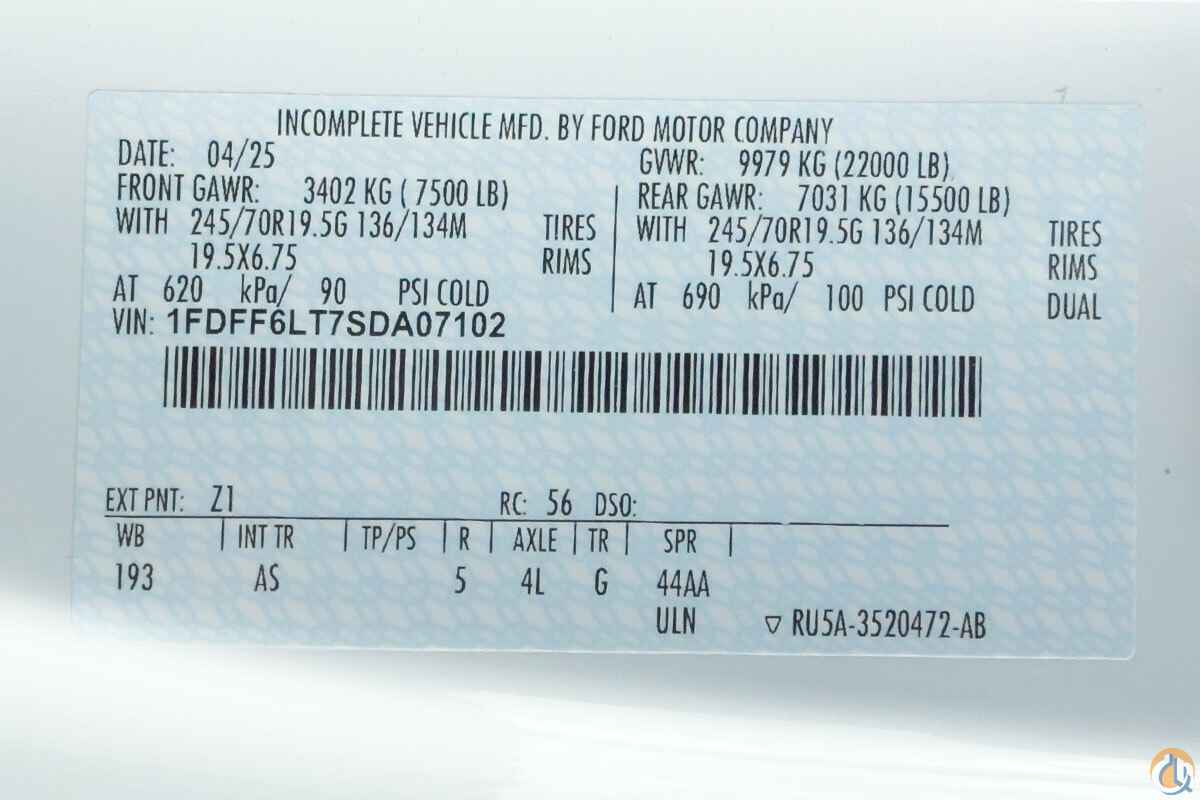 INCOMPLETE VEHICLE MFD. BY FORD MOTOR COMPANY
DATE: 04/25 GVWR: 9979 KG (22000 LB)
FRONT GAWR: 3402 KG ( 7500 LB) REAR GAWR: 7031 KG (15500 LB)
WITH 245/70R19.5G 136/134M TIRES WITH 245/70R19.5G 136/134M TIRES
19.5X6.75 RIMS 19.5X6.75 RIMS
AT 620 kPa/ 90 PSI COLD AT 690 kPa/ 100 PSI COLD DUAL
VIN: 1FDFF6LT7SDA07102
EXT PNT: Z1 RC: 56 DSO:
WB INT TR TP/PS R AXLE TR SPR
193 AS 5 4L G 44AA
ULN ▽ RU5A-3520472-AB